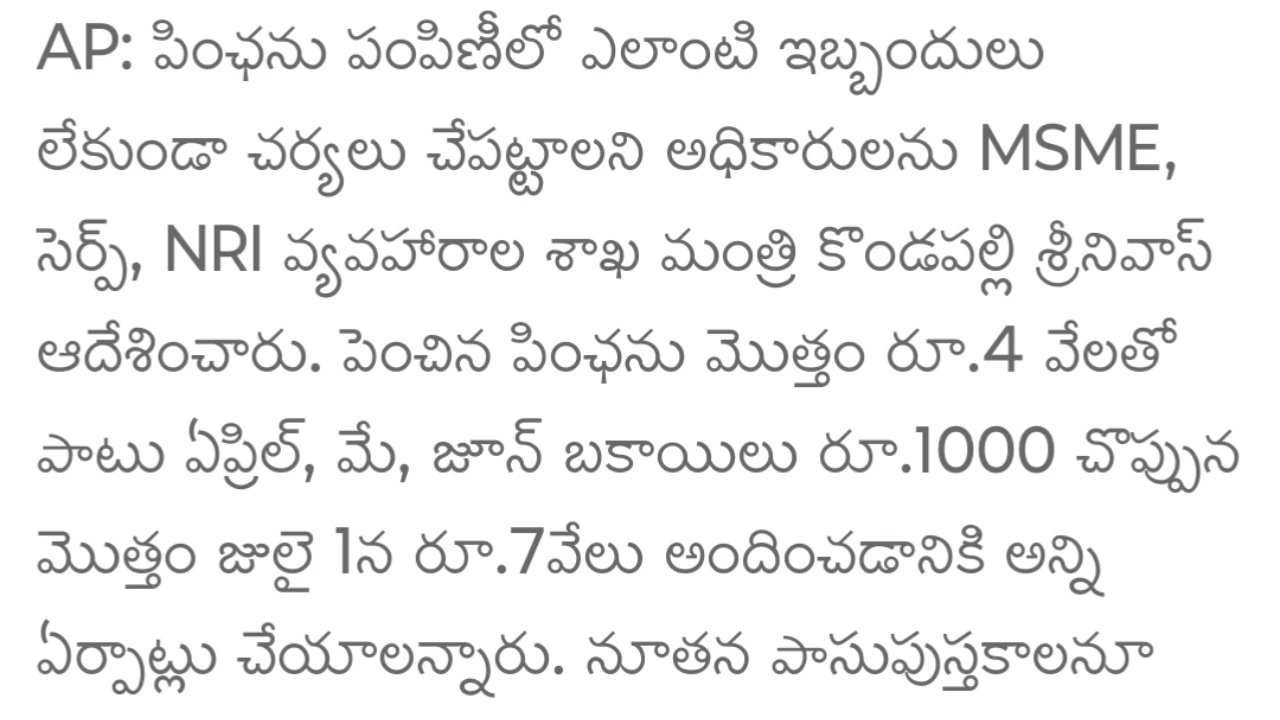 AP: పింఛను పంపిణీలో ఎలాంటి ఇబ్బందులు
లేకుండా చర్యలు చేపట్టాలని అధికారులను MSME,
సెర్ప్, NRI వ్యవహారాల శాఖ మంత్రి కొండపల్లి శ్రీనివాస్
ఆదేశించారు. పెంచిన పింఛను మొత్తం రూ.4 వేలతో
పాటు ఏప్రిల్, మే, జూన్ బకాయిలు రూ.1000 చొప్పున
మొత్తం జులై 1న రూ.7వేలు అందించడానికి అన్ని
ఏర్పాట్లు చేయాలన్నారు. నూతన పాసుపుస్తకాలనూ